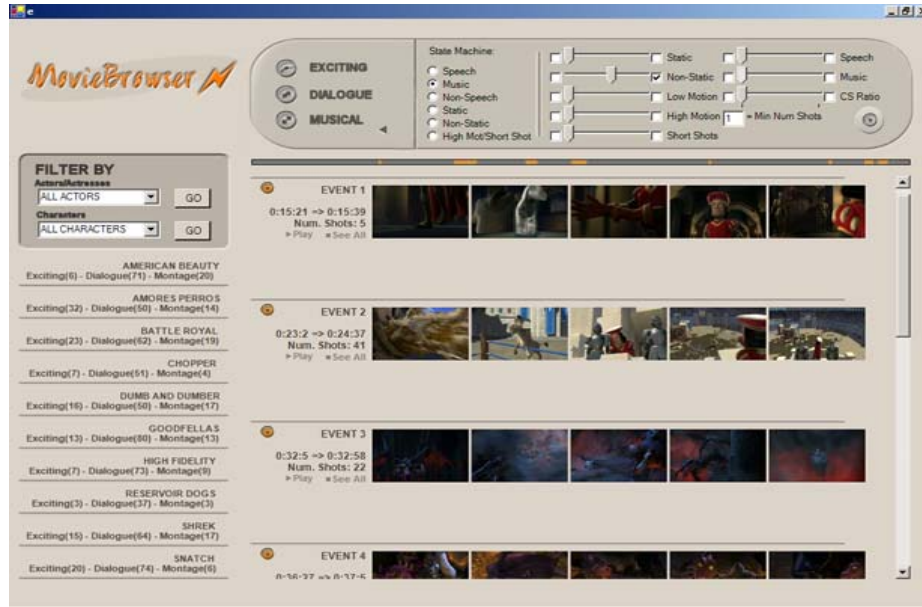 e
MovieBrowser
EXCITING
DIALOGUE
MUSICAL
State Machine:
Speech
Music
Non-Speech
Static
Non-Static
High Mot/Short Shot
Static
Non-Static
Low Motion
High Motion
Short Shots
Speech
Music
CS Ratio
1 = Min Num Shots
FILTER BY
Actors/Actresses
ALL ACTORS
GO
Characters
ALL CHARACTERS
GO
AMERICAN BEAUTY
Exciting(6) - Dialogue(71) - Montage(20)
AMORES PERROS
Exciting(32) - Dialogue(50) - Montage(14)
BATTLE ROYAL
Exciting(23) - Dialogue(62) - Montage(19)
CHOPPER
Exciting(7) - Dialogue(51) - Montage(4)
DUMB AND DUMBER
Exciting(16) - Dialogue(50) - Montage(17)
GOODFELLAS
Exciting(13) - Dialogue(80) - Montage(13)
HIGH FIDELITY
Exciting(7) - Dialogue(73) - Montage(9)
RESERVOIR DOGS
Exciting(3) - Dialogue(37) - Montage(3)
SHREK
Exciting(15) - Dialogue(64) - Montage(17)
SNATCH
Exciting(20) - Dialogue(74) - Montage(6)
EVENT 1
0:15:21 => 0:15:39
Num. Shots: 5
Play See All
EVENT 2
0:23:2 => 0:24:37
Num. Shots: 41
Play See All
EVENT 3
0:32:5 => 0:32:58
Num. Shots: 22
Play See All
EVENT 4
0:36:27 => 0:37:5